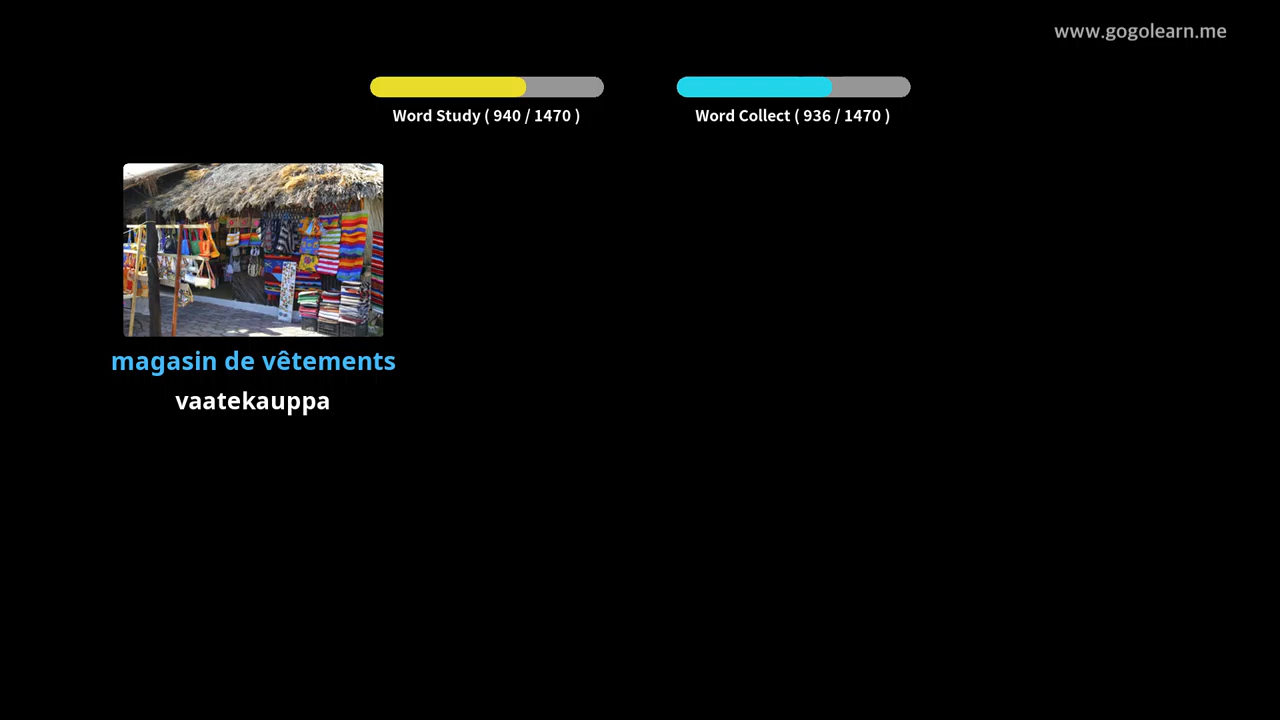 www.gogolearn.me
Word Study ( 940 / 1470 )
Word Collect ( 936 / 1470 )
magasin de vêtements
vaatekauppa